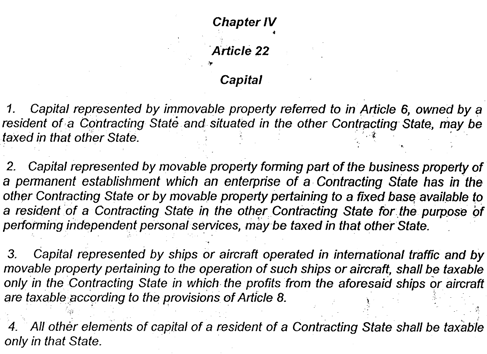 Chapter IV
Article 22
Capital
1. Capital represented by immovable property referred to in Article 6, owned by a
resident of a Contracting State and situated in the other Contracting State, may be
taxed in that other State.
2. Capital represented by movable property forming part of the business property of
a permanent establishment which an enterprise of a Contracting State has in the
other Contracting State or by movable property pertaining to a fixed base available to
a resident of a Contracting State in the other Contracting State for the purpose of
performing independent personal services, may be taxed in that other State.
3. Capital represented by ships or aircraft operated in international traffic and by
movable property pertaining to the operation of such ships or aircraft, shall be taxable
only in the Contracting State in which the profits from the aforesaid ships or aircraft
are taxable according to the provisions of Article 8.
4. All other elements of capital of a resident of a Contracting State shall be taxable
only in that State.